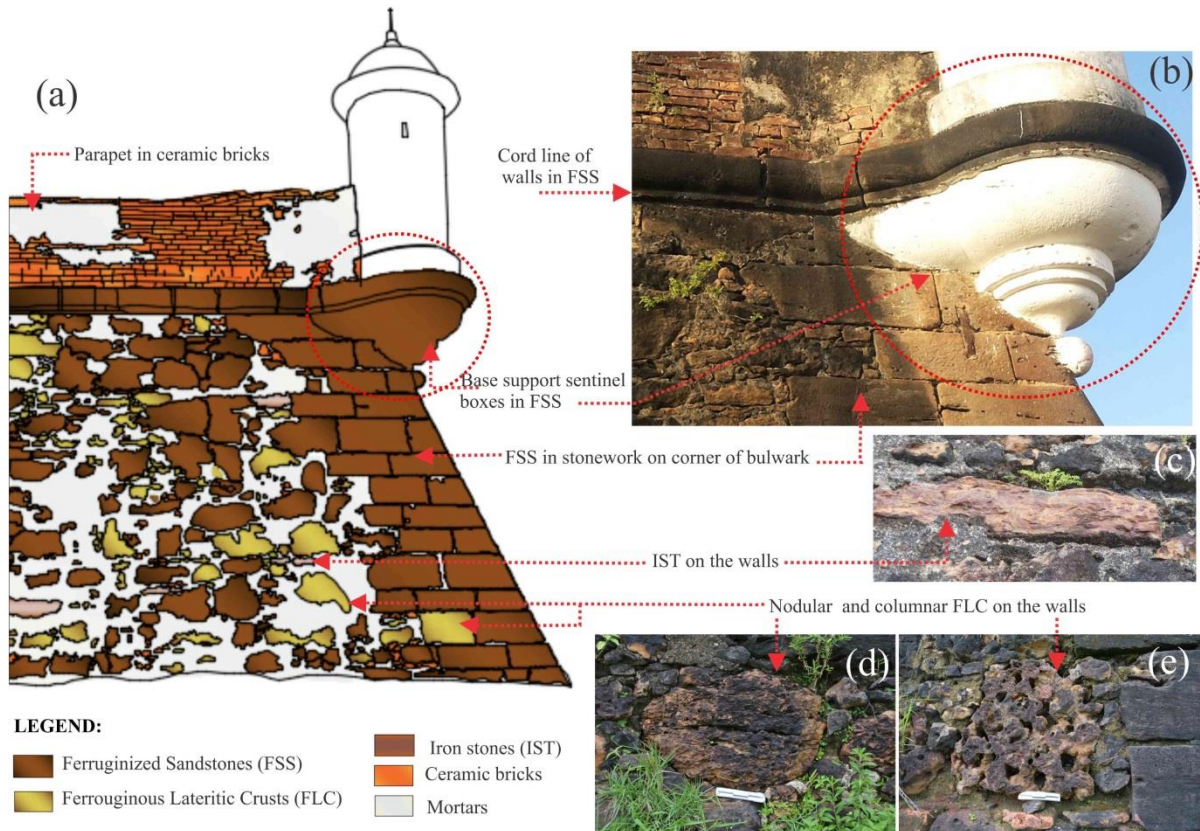 (a)
(b)
Parapet in ceramic bricks
Cord line of
walls in FSS
Base support sentinel
boxes in FSS
FSS in stonework on corner of bulwark
(c)
IST on the walls
Nodular and columnar FLC on the walls
(d)
(e)
LEGEND:
Ferruginized Sandstones (FSS)
Ferrouginous Lateritic Crusts (FLC)
Iron stones (IST)
Ceramic bricks
Mortars